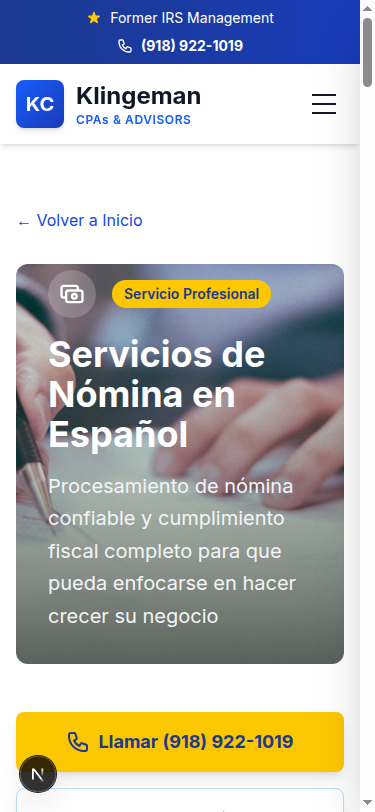 Former IRS Management
(918) 922-1019
KC
Klingeman
CPAs & ADVISORS
← Volver a Inicio
Servicio Profesional
Servicios de
Nómina en
Español
Procesamiento de nómina
confiable y cumplimiento
fiscal completo para que
pueda enfocarse en hacer
crecer su negocio
Llamar (918) 922-1019
N